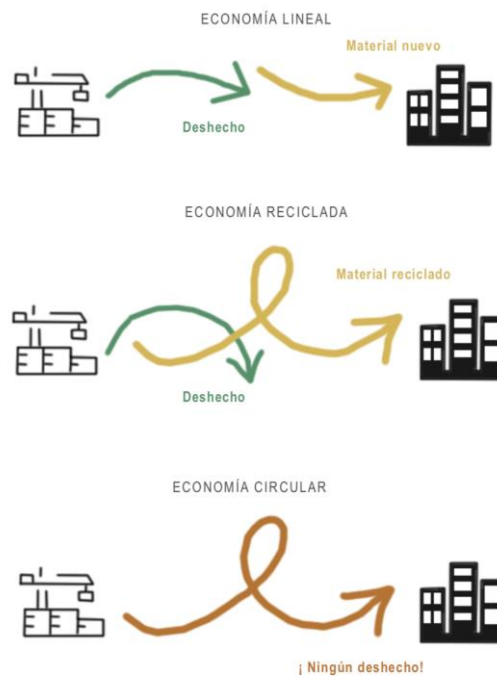 ECONOMÍA LINEAL
Material nuevo
Deshecho
ECONOMÍA RECICLADA
Material reciclado
Deshecho
ECONOMÍA CIRCULAR
¡ Ningún deshecho!